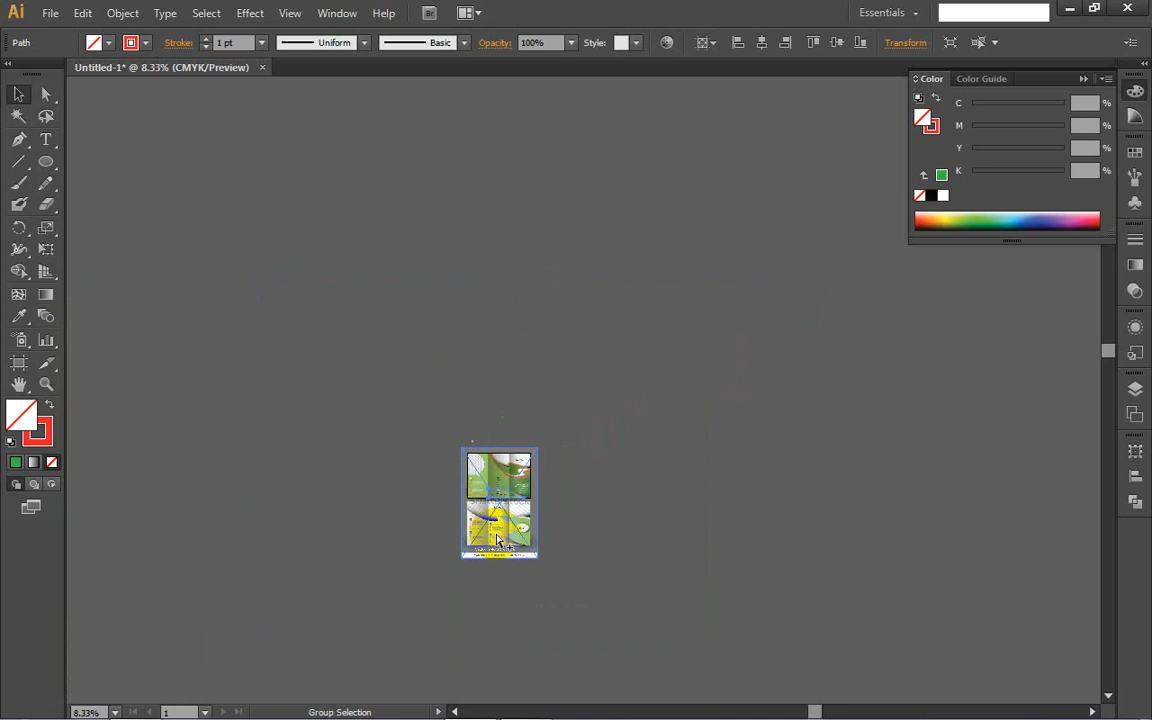 Ai File Edit Object Type Select Effect View Window Help Br Essentials
Path Stroke: 1 pt Uniform Basic Opacity: 100% Style: Transform
Untitled-1* @ 8.33% (CMYK/Preview)
Color Color Guide
C %
M %
Y %
K %
8.33% 1 Group Selection